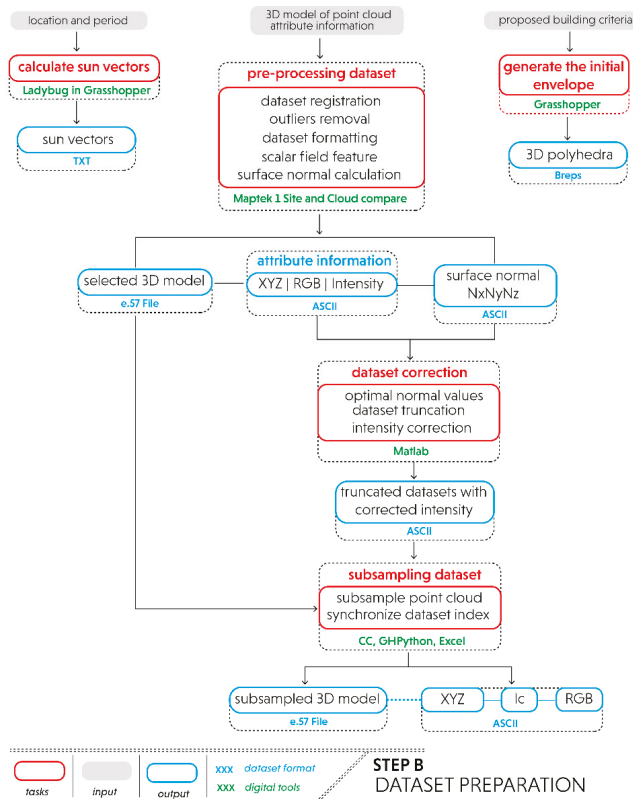 location and period
3D model of point cloud
attribute information
proposed building criteria
calculate sun vectors
Ladybug in Grasshopper
sun vectors
TXT
pre-processing dataset
dataset registration
outliers removal
dataset formatting
scalar field feature
surface normal calculation
Maptek 1 Site and Cloud compare
generate the initial
envelope
Grasshopper
3D polyhedra
Breps
selected 3D model
e.57 File
attribute information
XYZ | RGB | Intensity
ASCII
surface normal
NxNyNz
ASCII
dataset correction
optimal normal values
dataset truncation
intensity correction
Matlab
truncated datasets with
corrected intensity
ASCII
subsampling dataset
subsample point cloud
synchronize dataset index
CC, GHPython, Excel
subsampled 3D model
e.57 File
XYZ
Ic
RGB
ASCII
tasks
input
output
XXX dataset format
XXX digital tools
STEP B
DATASET PREPARATION